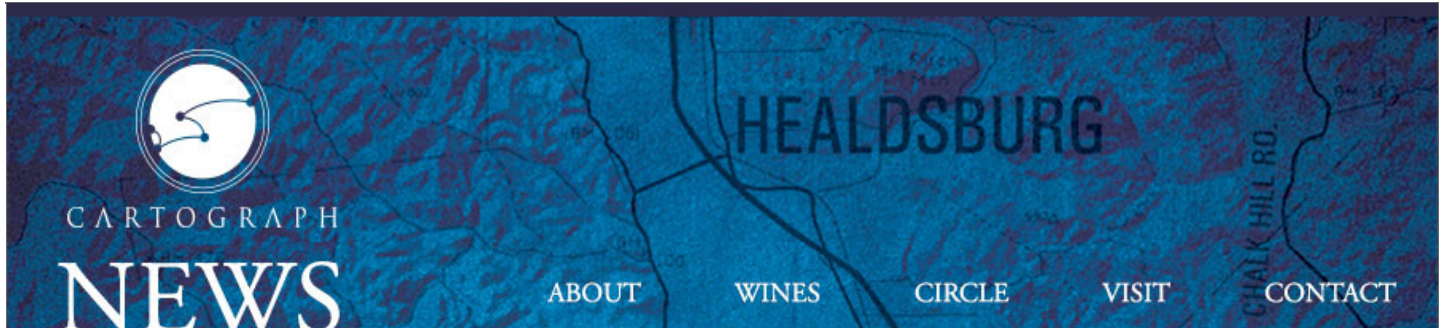 HEALDSBURG
CHALK HILL RD.
CARTOGRAPH
NEWS
ABOUT WINES CIRCLE VISIT CONTACT